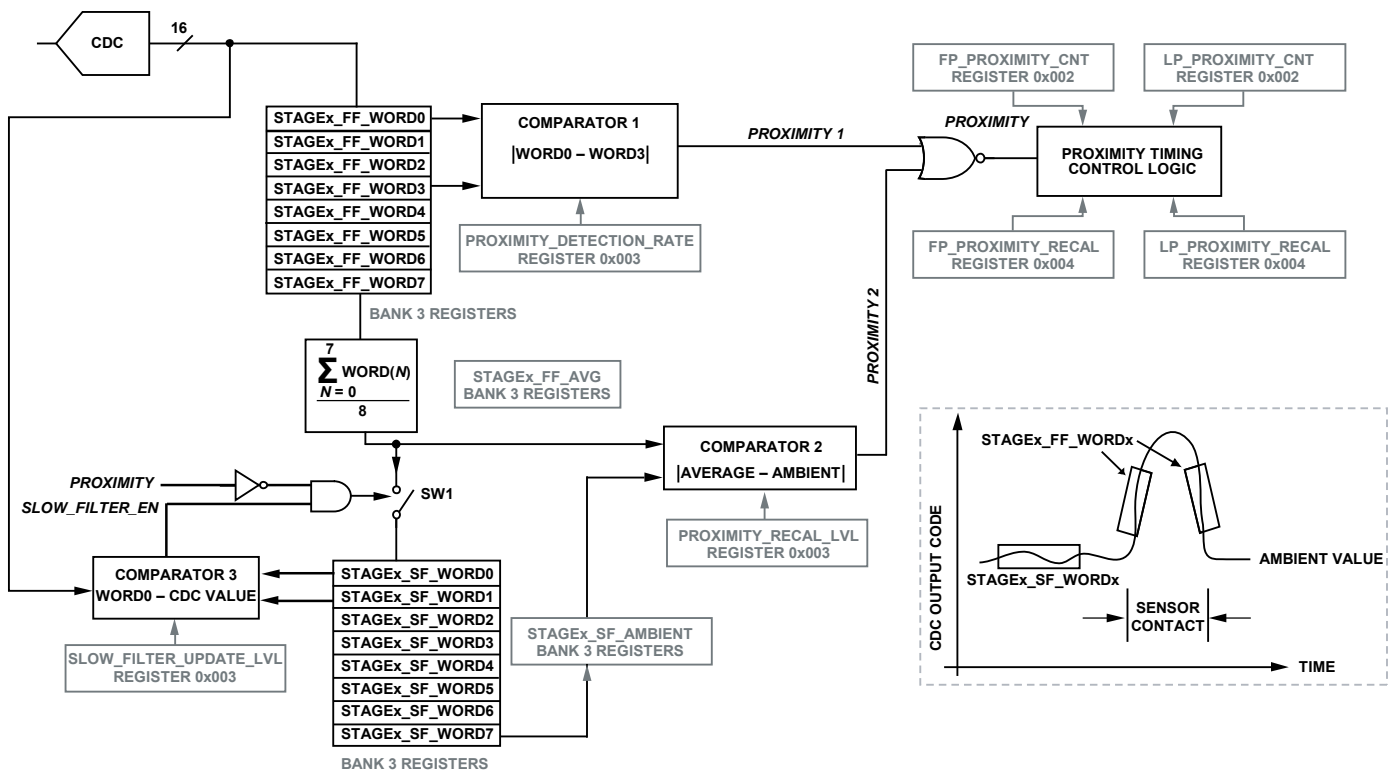 CDC
16
STAGEx_FF_WORD0
STAGEx_FF_WORD1
STAGEx_FF_WORD2
STAGEx_FF_WORD3
STAGEx_FF_WORD4
STAGEx_FF_WORD5
STAGEx_FF_WORD6
STAGEx_FF_WORD7
BANK 3 REGISTERS
COMPARATOR 1
|WORD0 – WORD3|
PROXIMITY_DETECTION_RATE
REGISTER 0x003
PROXIMITY 1
PROXIMITY
FP_PROXIMITY_CNT
REGISTER 0x002
LP_PROXIMITY_CNT
REGISTER 0x002
PROXIMITY TIMING
CONTROL LOGIC
FP_PROXIMITY_RECAL
REGISTER 0x004
LP_PROXIMITY_RECAL
REGISTER 0x004
PROXIMITY 2
7
∑ WORD(N)
N = 0
8
STAGEx_FF_AVG
BANK 3 REGISTERS
COMPARATOR 2
|AVERAGE – AMBIENT|
PROXIMITY_RECAL_LVL
REGISTER 0x003
PROXIMITY
SLOW_FILTER_EN
SW1
COMPARATOR 3
WORD0 – CDC VALUE
SLOW_FILTER_UPDATE_LVL
REGISTER 0x003
STAGEx_SF_WORD0
STAGEx_SF_WORD1
STAGEx_SF_WORD2
STAGEx_SF_WORD3
STAGEx_SF_WORD4
STAGEx_SF_WORD5
STAGEx_SF_WORD6
STAGEx_SF_WORD7
BANK 3 REGISTERS
STAGEx_SF_AMBIENT
BANK 3 REGISTERS
CDC OUTPUT CODE
STAGEx_FF_WORDx
STAGEx_SF_WORDx
AMBIENT VALUE
SENSOR
CONTACT
TIME